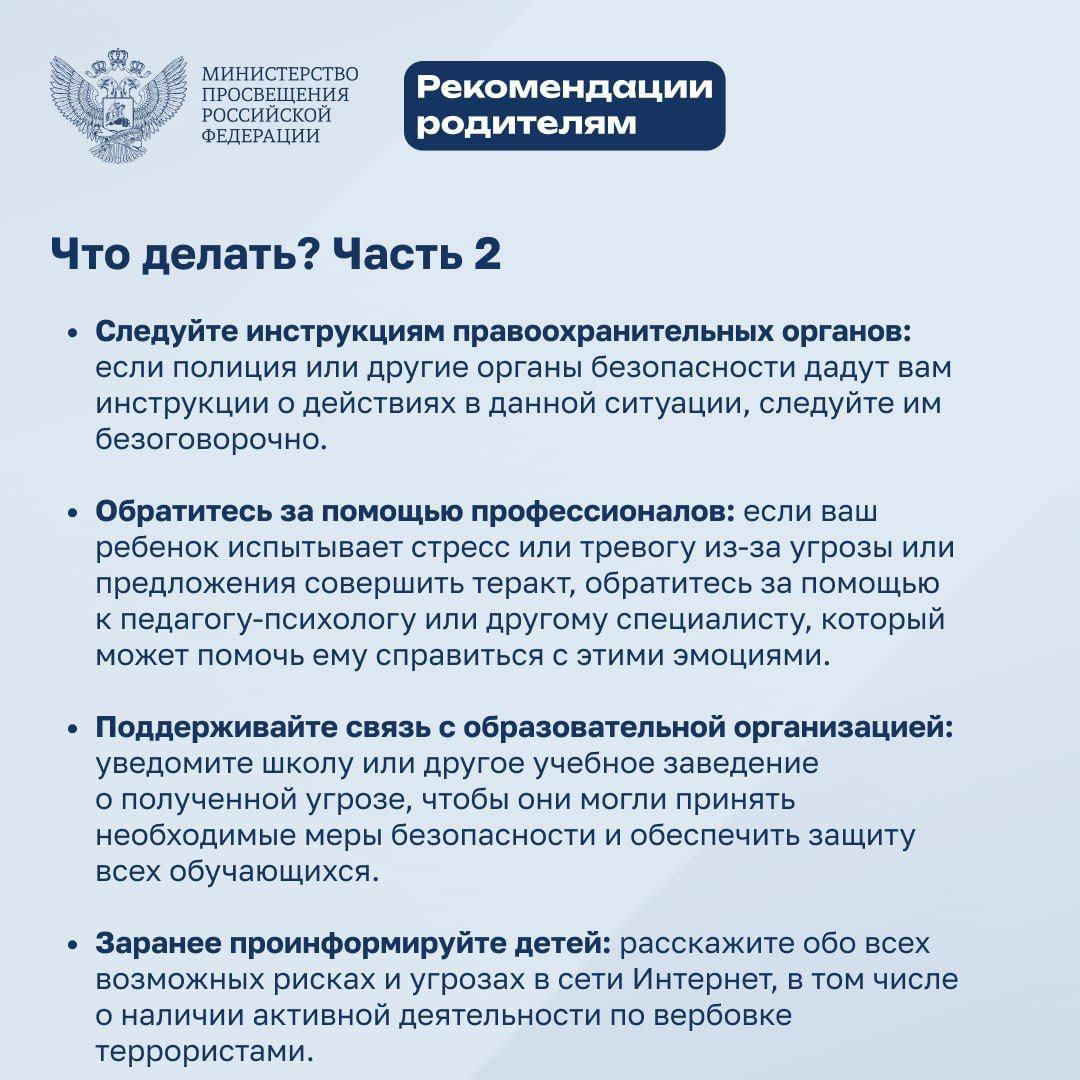 МИНИСТЕРСТВО
ПРОСВЕЩЕНИЯ
РОССИЙСКОЙ
ФЕДЕРАЦИИ
Рекомендации
родителям
Что делать? Часть 2
• Следуйте инструкциям правоохранительных органов:
если полиция или другие органы безопасности дадут вам
инструкции о действиях в данной ситуации, следуйте им
безоговорочно.
• Обратитесь за помощью профессионалов: если ваш
ребенок испытывает стресс или тревогу из-за угрозы или
предложения совершить теракт, обратитесь за помощью
к педагогу-психологу или другому специалисту, который
может помочь ему справиться с этими эмоциями.
• Поддерживайте связь с образовательной организацией:
уведомите школу или другое учебное заведение
о полученной угрозе, чтобы они могли принять
необходимые меры безопасности и обеспечить защиту
всех обучающихся.
• Заранее проинформируйте детей: расскажите обо всех
возможных рисках и угрозах в сети Интернет, в том числе
о наличии активной деятельности по вербовке
террористами.